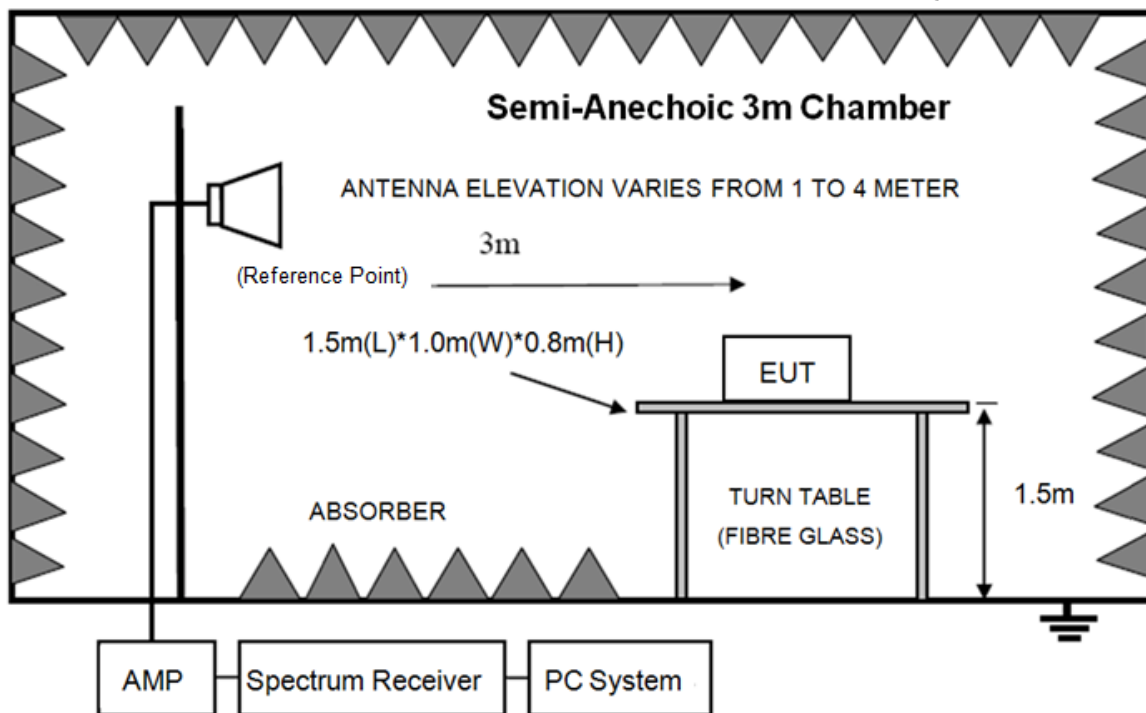 Semi-Anechoic 3m Chamber
ANTENNA ELEVATION VARIES FROM 1 TO 4 METER
3m
(Reference Point)
1.5m(L)*1.0m(W)*0.8m(H)
EUT
TURN TABLE
(FIBRE GLASS)
1.5m
ABSORBER
AMP
Spectrum Receiver
PC System